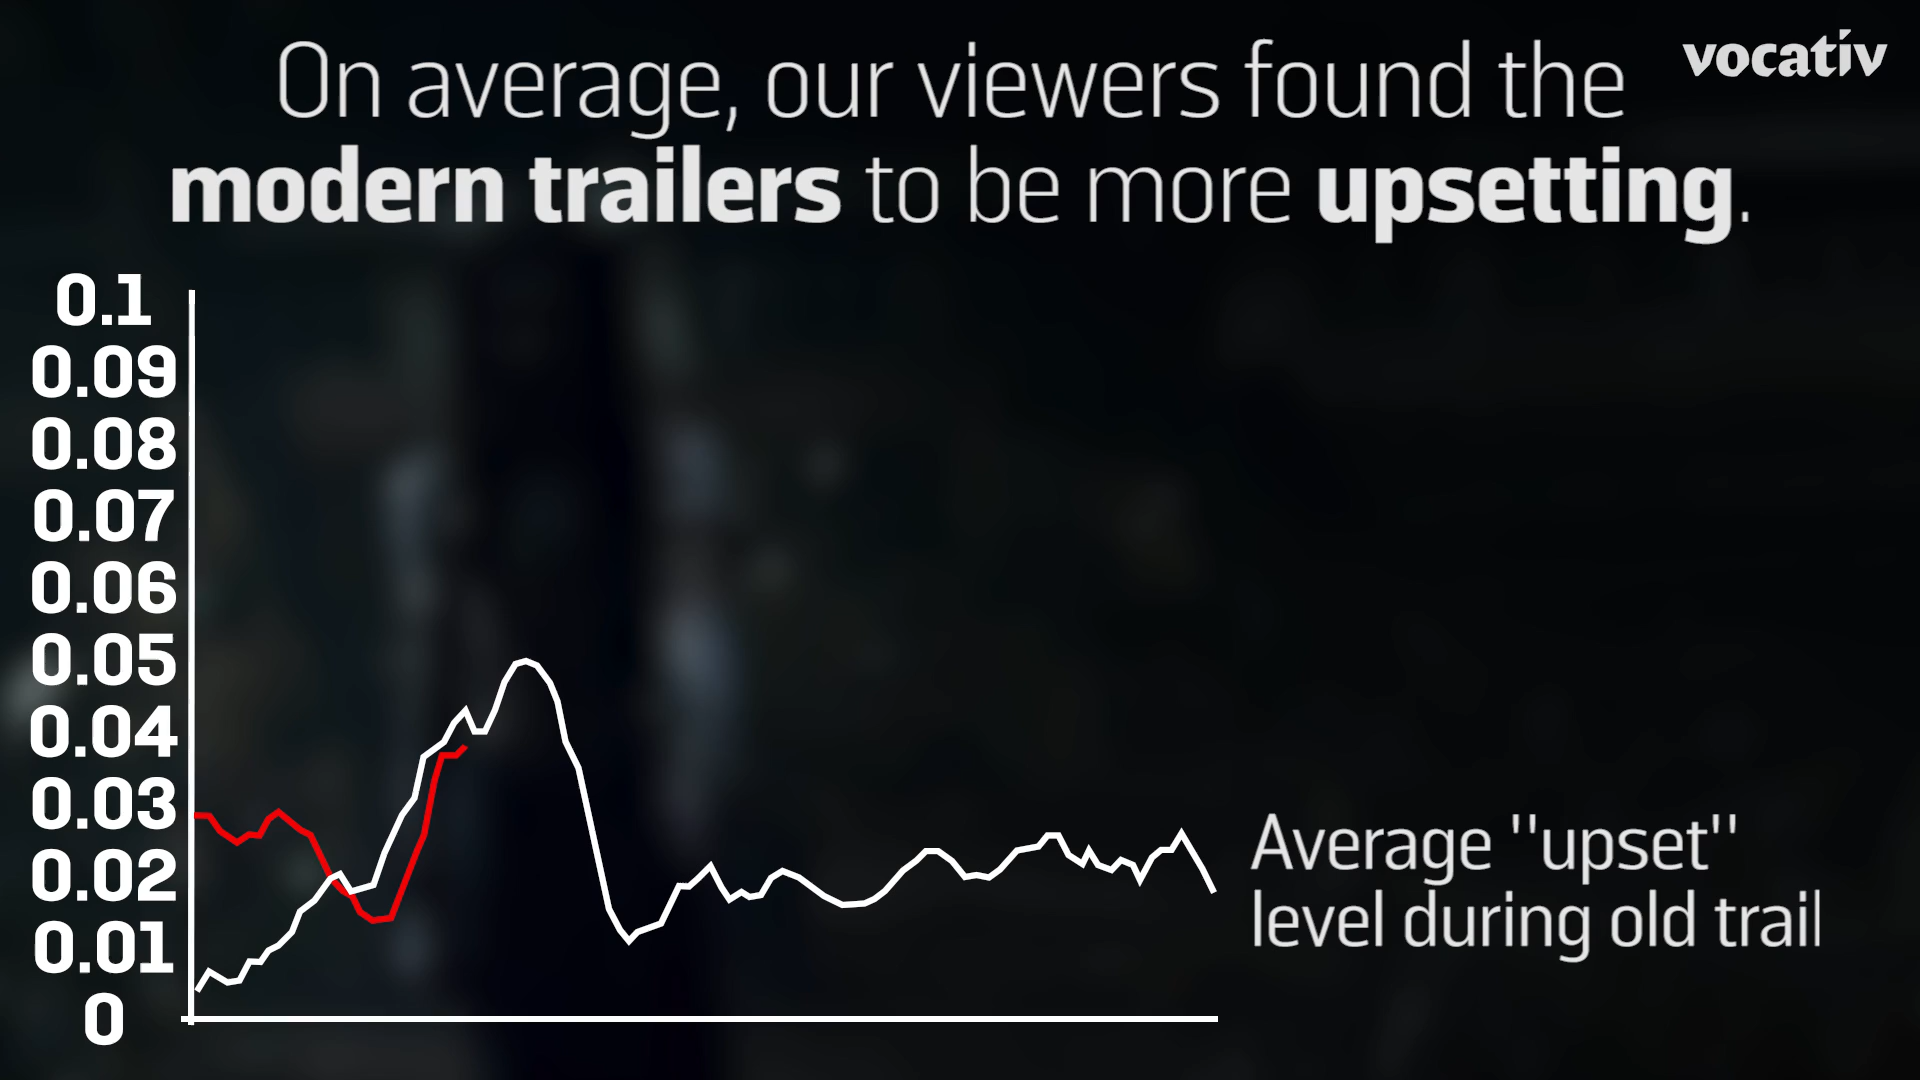 On average, our viewers found the
vocativ
modern trailers to be more upsetting.
0.1
0.09
0.08
0.07
0.06
0.05
0.04
0.03
0.02
0.01
0
Average "upset"
level during old trail